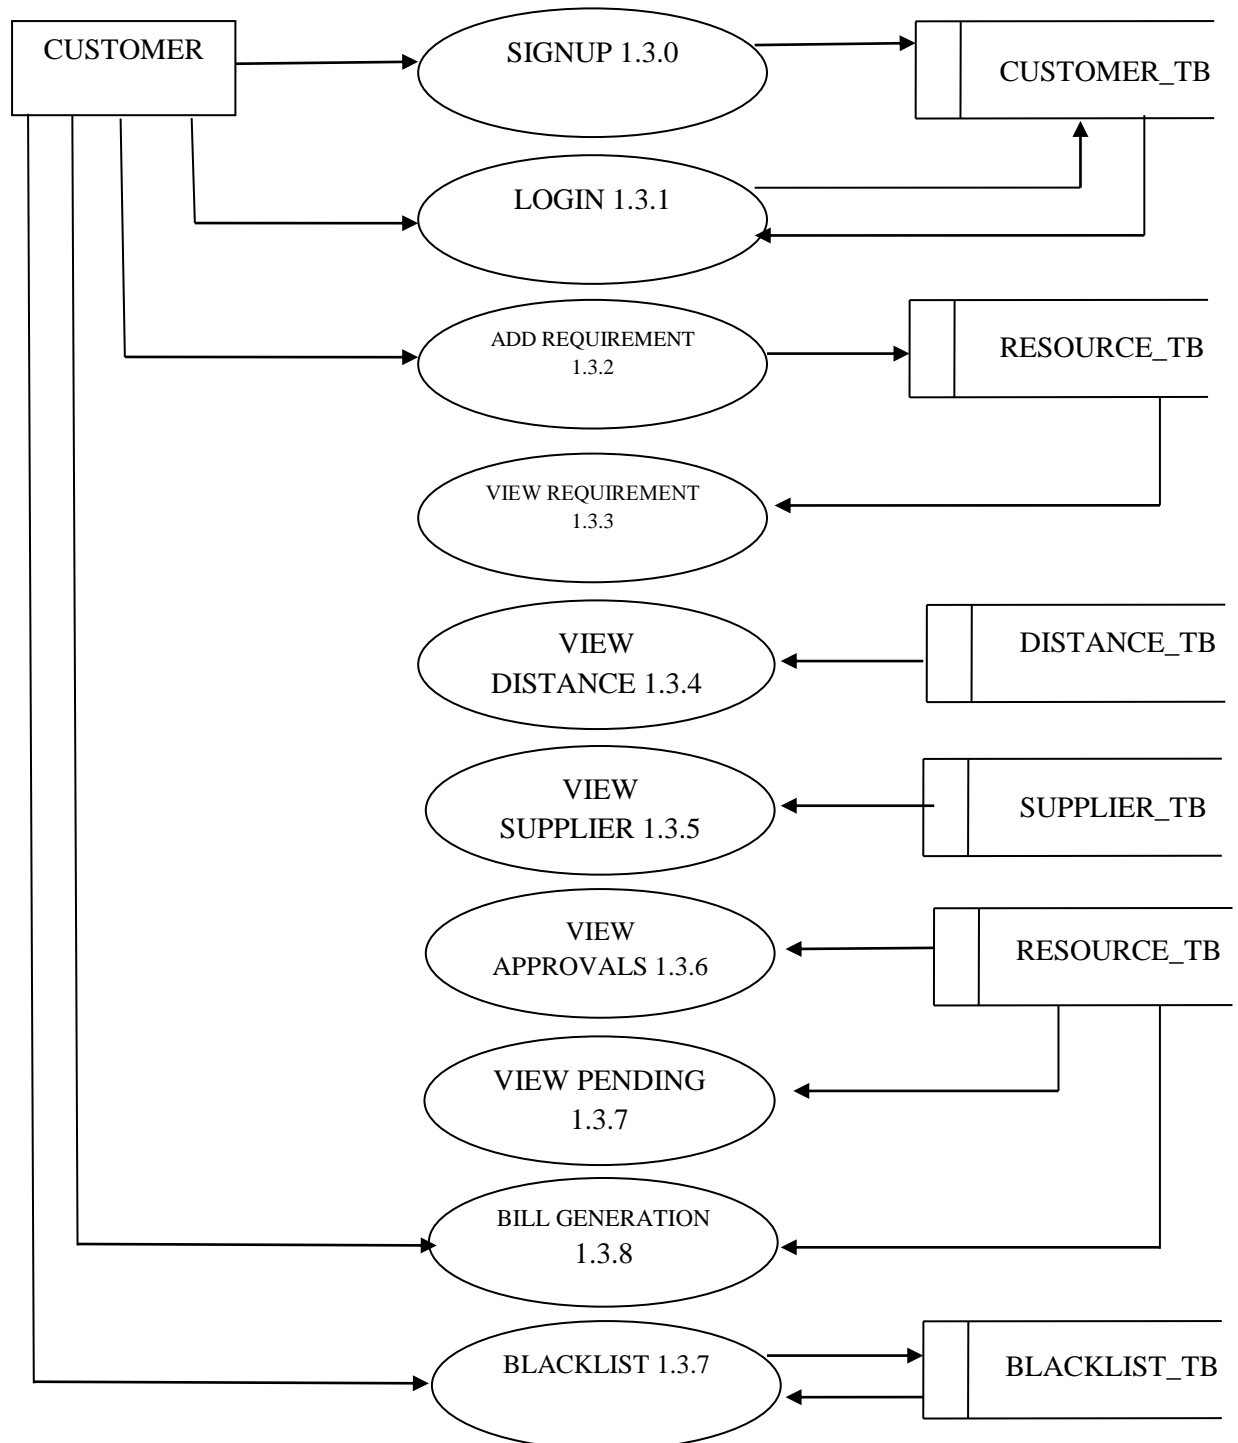 CUSTOMER
SIGNUP 1.3.0
CUSTOMER_TB
LOGIN 1.3.1
ADD REQUIREMENT
1.3.2
RESOURCE_TB
VIEW REQUIREMENT
1.3.3
VIEW
DISTANCE 1.3.4
DISTANCE_TB
VIEW
SUPPLIER 1.3.5
SUPPLIER_TB
VIEW
APPROVALS 1.3.6
RESOURCE_TB
VIEW PENDING
1.3.7
BILL GENERATION
1.3.8
BLACKLIST 1.3.7
BLACKLIST_TB